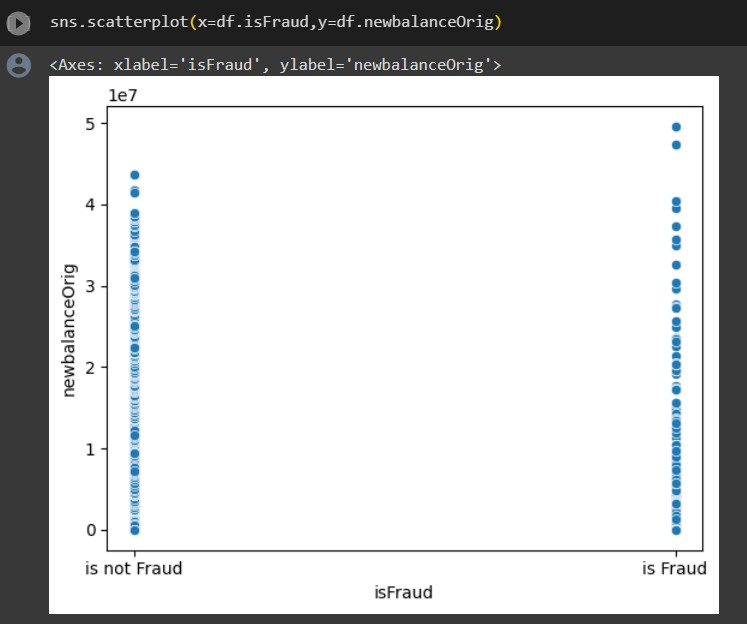 sns.scatterplot(x=df.isFraud,y=df.newbalanceOrig)
<Axes: xlabel='isFraud', ylabel='newbalanceOrig'>
1e7
5
4
3
2
1
0
newbalanceOrig
is not Fraud
is Fraud
isFraud